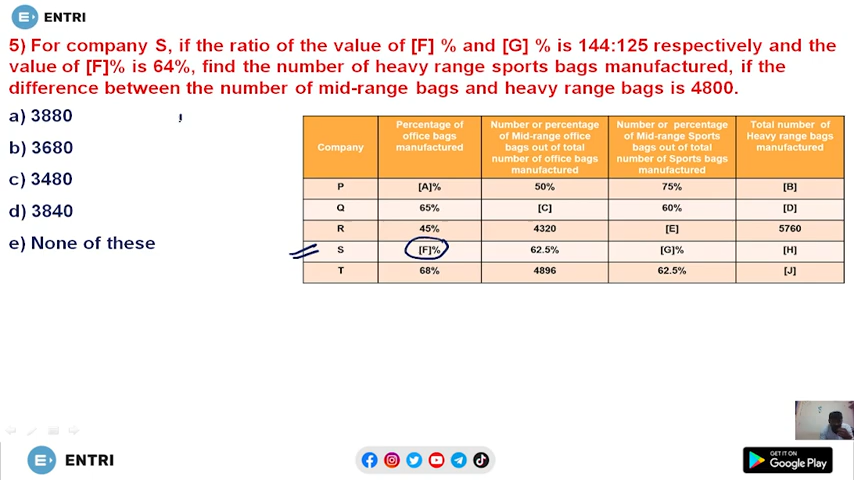 ENTRI
5) For company S, if the ratio of the value of [F] % and [G] % is 144:125 respectively and the
value of [F]% is 64%, find the number of heavy range sports bags manufactured, if the
difference between the number of mid-range bags and heavy range bags is 4800.
a) 3880
b) 3680
c) 3480
d) 3840
e) None of these
Company
Percentage of
office bags
manufactured
Number or percentage
of Mid-range office
bags out of total
number of office bags
manufactured
Number or percentage
of Mid-range Sports
bags out of total
number of Sports bags
manufactured
Total number of
Heavy range bags
manufactured
P [A]% 50% 75% [B]
Q 65% [C] 60% [D]
R 45% 4320 [E] 5760
S [F]% 62.5% [G]% [H]
T 68% 4896 62.5% [J]
ENTRI
GET IT ON
Google Play